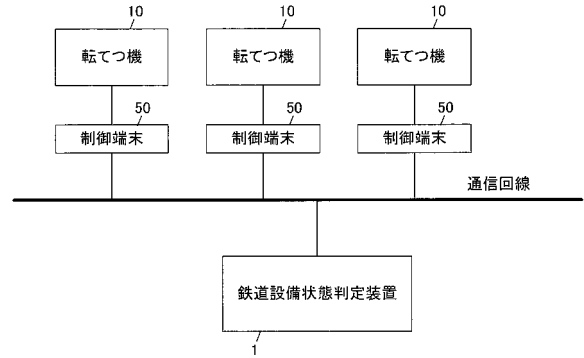 10 10 10
転てつ機 転てつ機 転てつ機
50 50 50
制御端末 制御端末 制御端末
通信回線
鉄道設備状態判定装置
1